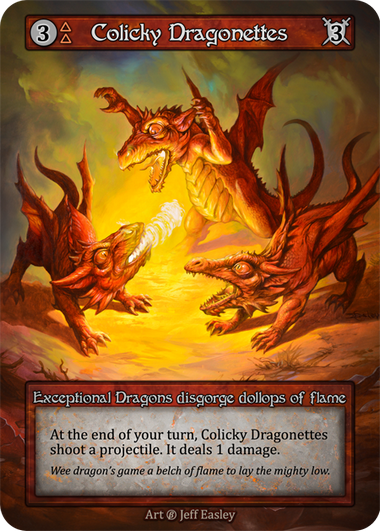 3 Colicky Dragonettes 3
Exceptional Dragons disgorge dollops of flame
At the end of your turn, Colicky Dragonettes
shoot a projectile. It deals 1 damage.
Wee dragon's game a belch of flame to lay the mighty low.
Art @ Jeff Easley